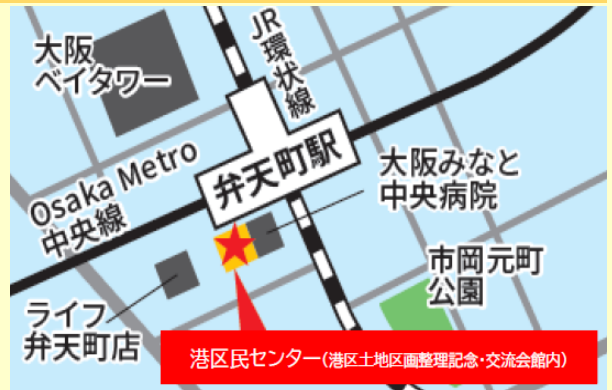 大阪
ベイタワー
JR
環状線
Osaka Metro
中央線
弁天町駅
大阪みなと
中央病院
市岡元町
公園
ライフ
弁天町店
港区民センター(港区土地区画整理記念・交流会館内)